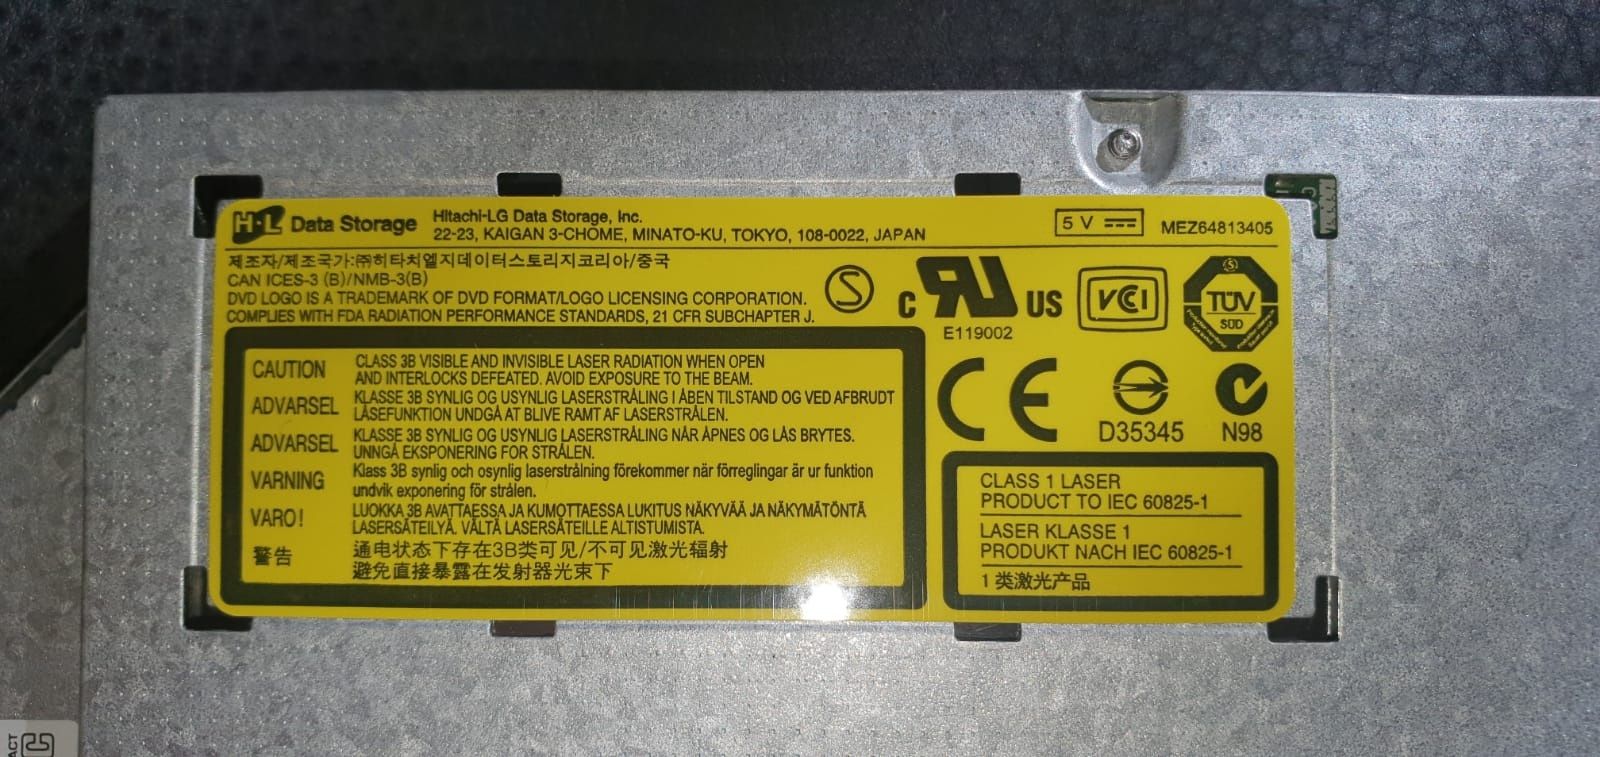 H·L Data Storage
Hitachi-LG Data Storage, Inc.
22-23, KAIGAN 3-CHOME, MINATO-KU, TOKYO, 108-0022, JAPAN
5 V
MEZ64813405
제조자/제조국가:㈜히타치엘지데이터스토리지코리아/중국
CAN ICES-3 (B)/NMB-3(B)
DVD LOGO IS A TRADEMARK OF DVD FORMAT/LOGO LICENSING CORPORATION.
COMPLIES WITH FDA RADIATION PERFORMANCE STANDARDS, 21 CFR SUBCHAPTER J.
S
c RU US
E119002
VCI
TÜV
SÜD
CE
D35345
N98
CAUTION CLASS 3B VISIBLE AND INVISIBLE LASER RADIATION WHEN OPEN
AND INTERLOCKS DEFEATED. AVOID EXPOSURE TO THE BEAM.
ADVARSEL KLASSE 3B SYNLIG OG USYNLIG LASERSTRÅLING I ÅBEN TILSTAND OG VED AFBRUDT
LÅSEFUNKTION UNDGÅ AT BLIVE RAMT AF LASERSTRÅLEN.
ADVARSEL KLASSE 3B SYNLIG OG USYNLIG LASERSTRÅLING NÅR ÅPNES OG LÅS BRYTES.
UNNGÅ EKSPONERING FOR STRÅLEN.
VARNING Klass 3B synlig och osynlig laserstrålning förekommer när förreglingar är ur funktion
undvik exponering för strålen.
VARO! LUOKKA 3B AVATTAESSA JA KUMOTTAESSA LUKITUS NÄKYVÄÄ JA NÄKYMÄTÖNTÄ
LASERSÄTEILYÄ. VÄLTÄ LASERSÄTEILLE ALTISTUMISTA.
警告 通电状态下存在3B类可见/不可见激光辐射
避免直接暴露在发射器光束下
CLASS 1 LASER
PRODUCT TO IEC 60825-1
LASER KLASSE 1
PRODUKT NACH IEC 60825-1
1 类激光产品